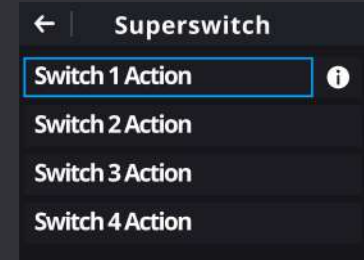 Superswitch
Switch 1 Action
Switch 2 Action
Switch 3 Action
Switch 4 Action